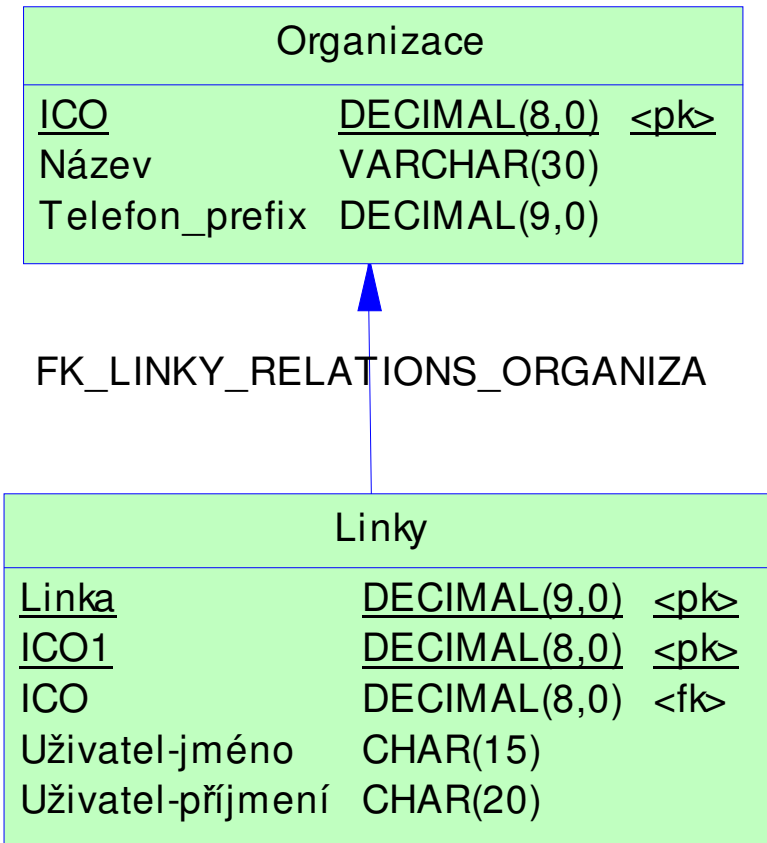 Organizace
ICO DECIMAL(8,0) <pk>
Název VARCHAR(30)
Telefon_prefix DECIMAL(9,0)
FK_LINKY_RELATIONS_ORGANIZA
Linky
Linka DECIMAL(9,0) <pk>
ICO1 DECIMAL(8,0) <pk>
ICO DECIMAL(8,0) <fk>
Uživatel-jméno CHAR(15)
Uživatel-příjmení CHAR(20)